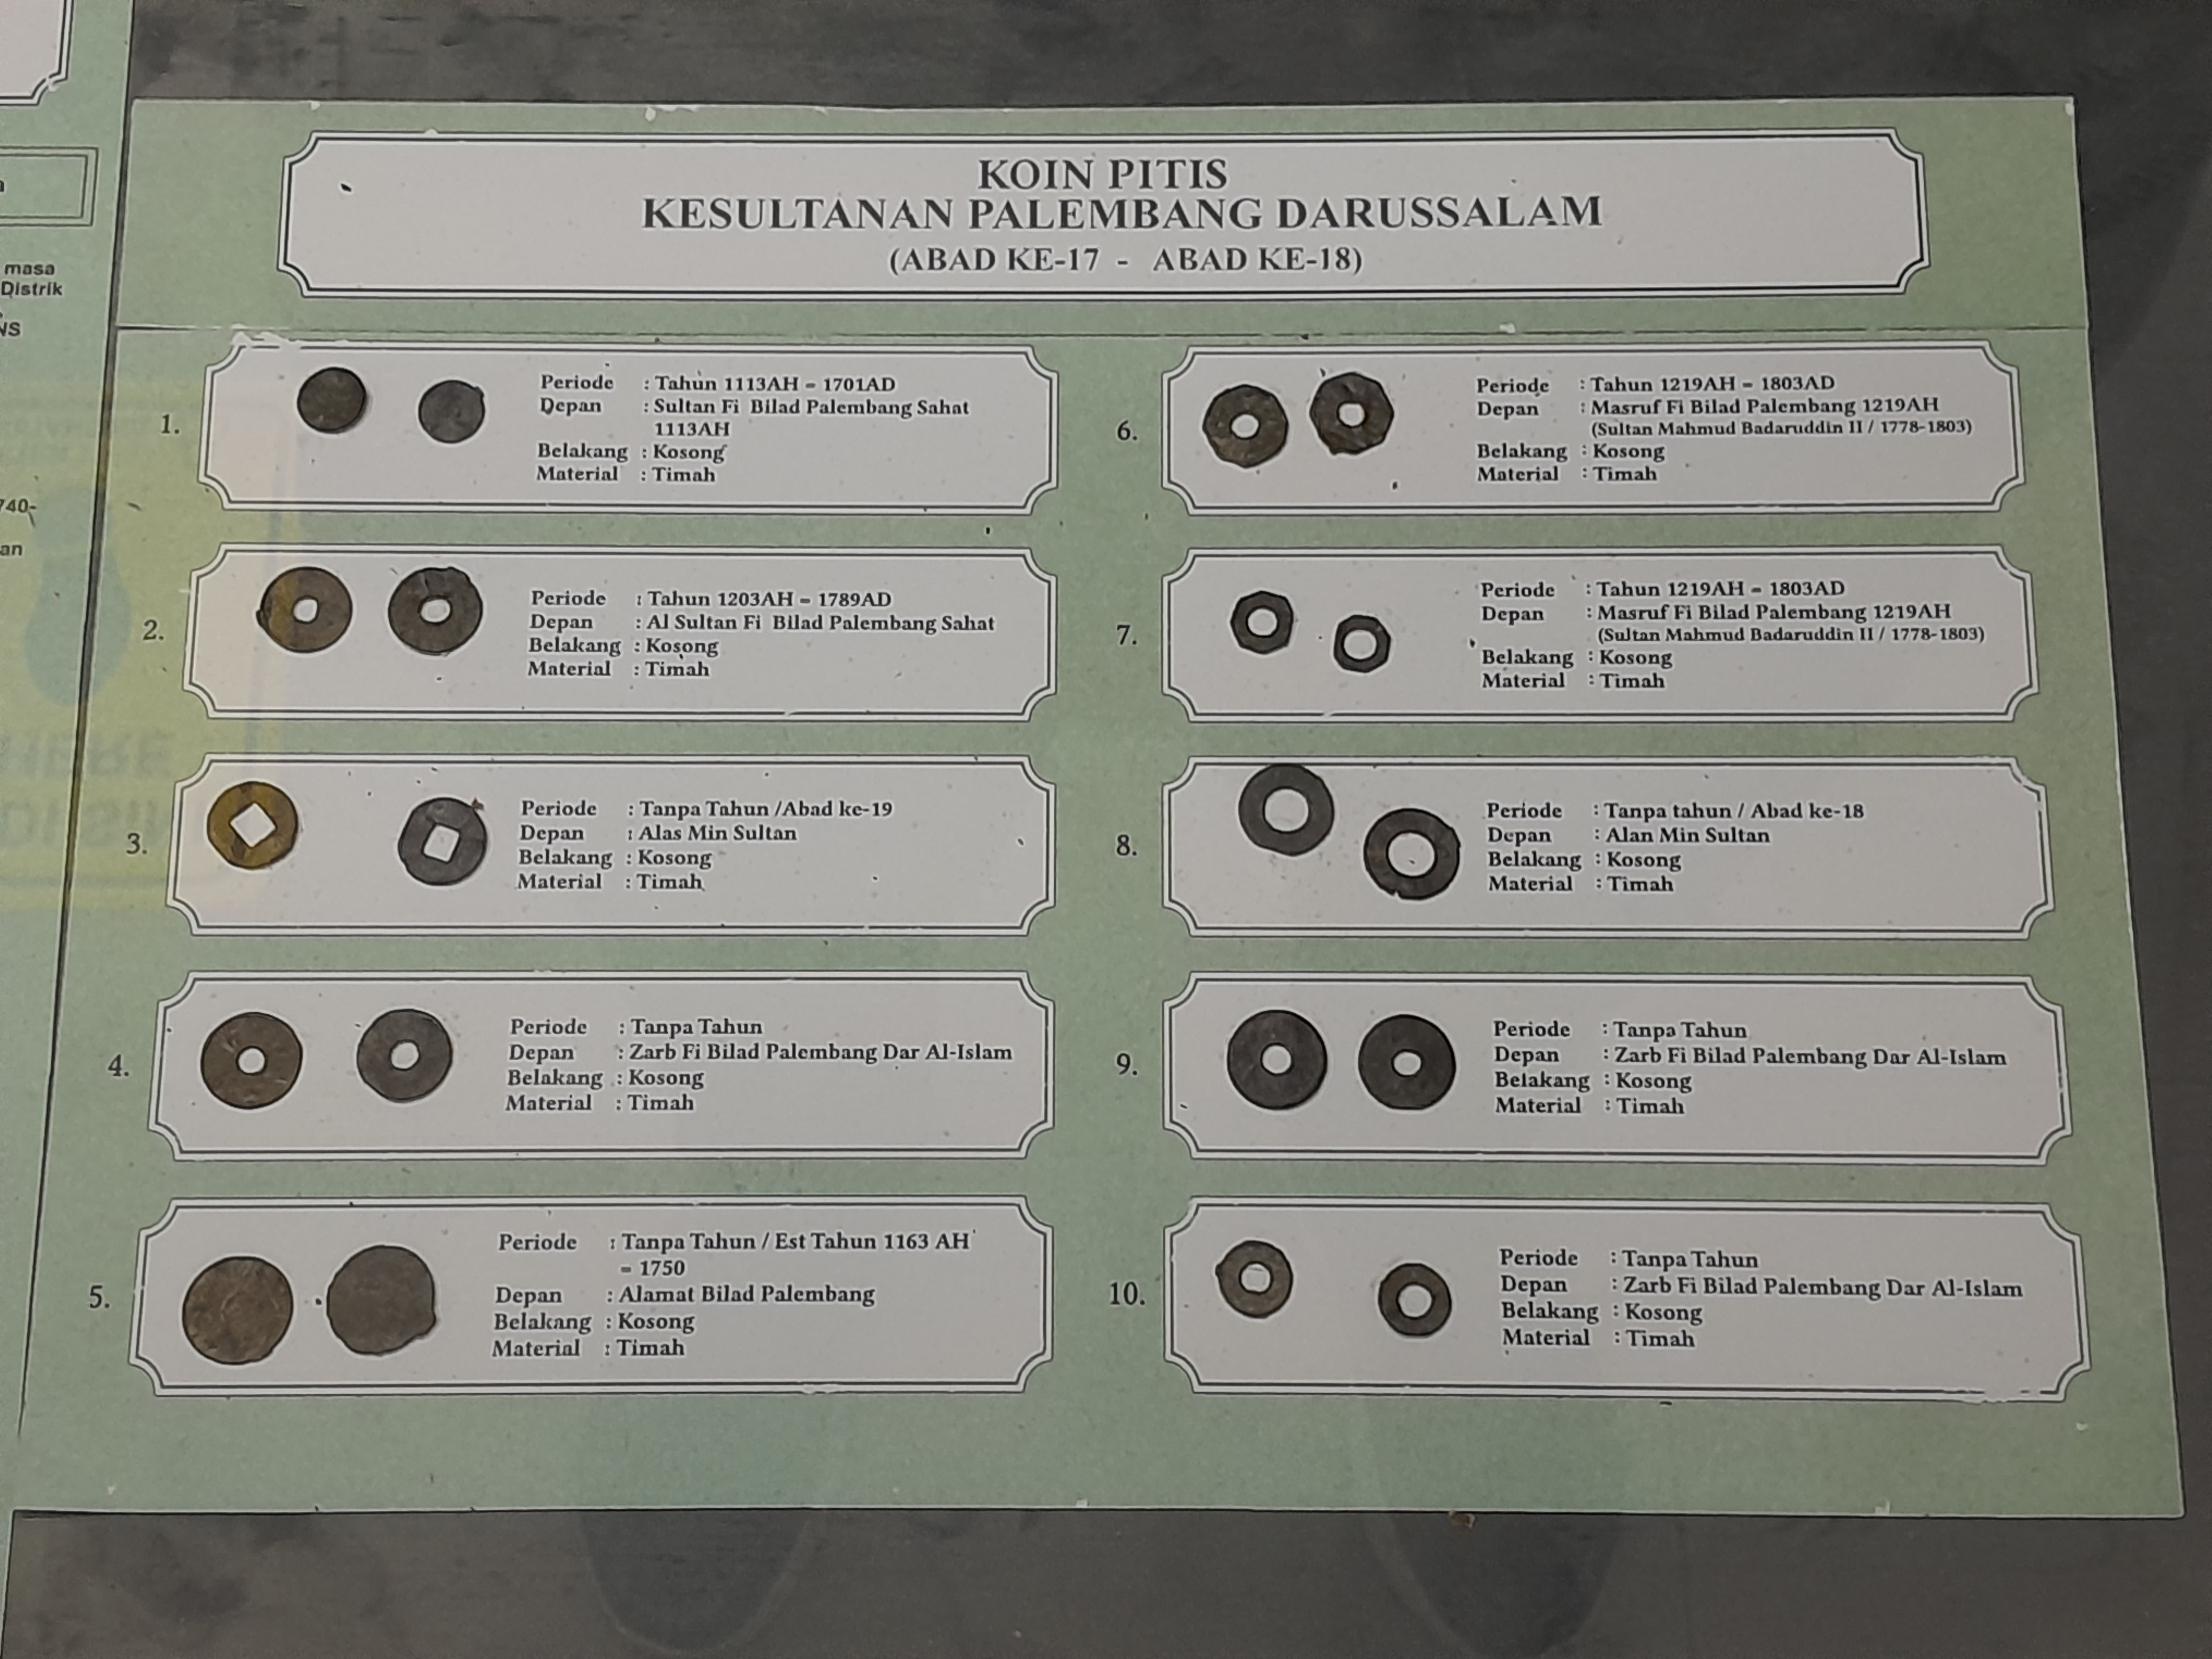 masa
Distrik
NS
740-
an
KOIN PITIS
KESULTANAN PALEMBANG DARUSSALAM
(ABAD KE-17 - ABAD KE-18)
1.
Periode : Tahun 1113AH - 1701AD
Depan : Sultan Fi Bilad Palembang Sahat
1113AH
Belakang : Kosong
Material : Timah
2.
Periode : Tahun 1203AH - 1789AD
Depan : Al Sultan Fi Bilad Palembang Sahat
Belakang : Kosong
Material : Timah
3.
Periode : Tanpa Tahun /Abad ke-19
Depan : Alas Min Sultan
Belakang : Kosong
Material : Timah
4.
Periode : Tanpa Tahun
Depan : Zarb Fi Bilad Palembang Dar Al-Islam
Belakang : Kosong
Material : Timah
5.
Periode : Tanpa Tahun / Est Tahun 1163 AH
- 1750
Depan : Alamat Bilad Palembang
Belakang : Kosong
Material : Timah
6.
Periode : Tahun 1219AH - 1803AD
Depan : Masruf Fi Bilad Palembang 1219AH
(Sultan Mahmud Badaruddin II / 1778-1803)
Belakang : Kosong
Material : Timah
7.
Periode : Tahun 1219AH - 1803AD
Depan : Masruf Fi Bilad Palembang 1219AH
(Sultan Mahmud Badaruddin II / 1778-1803)
Belakang : Kosong
Material : Timah
8.
Periode : Tanpa tahun / Abad ke-18
Depan : Alan Min Sultan
Belakang : Kosong
Material : Timah
9.
Periode : Tanpa Tahun
Depan : Zarb Fi Bilad Palembang Dar Al-Islam
Belakang : Kosong
Material : Timah
10.
Periode : Tanpa Tahun
Depan : Zarb Fi Bilad Palembang Dar Al-Islam
Belakang : Kosong
Material : Timah